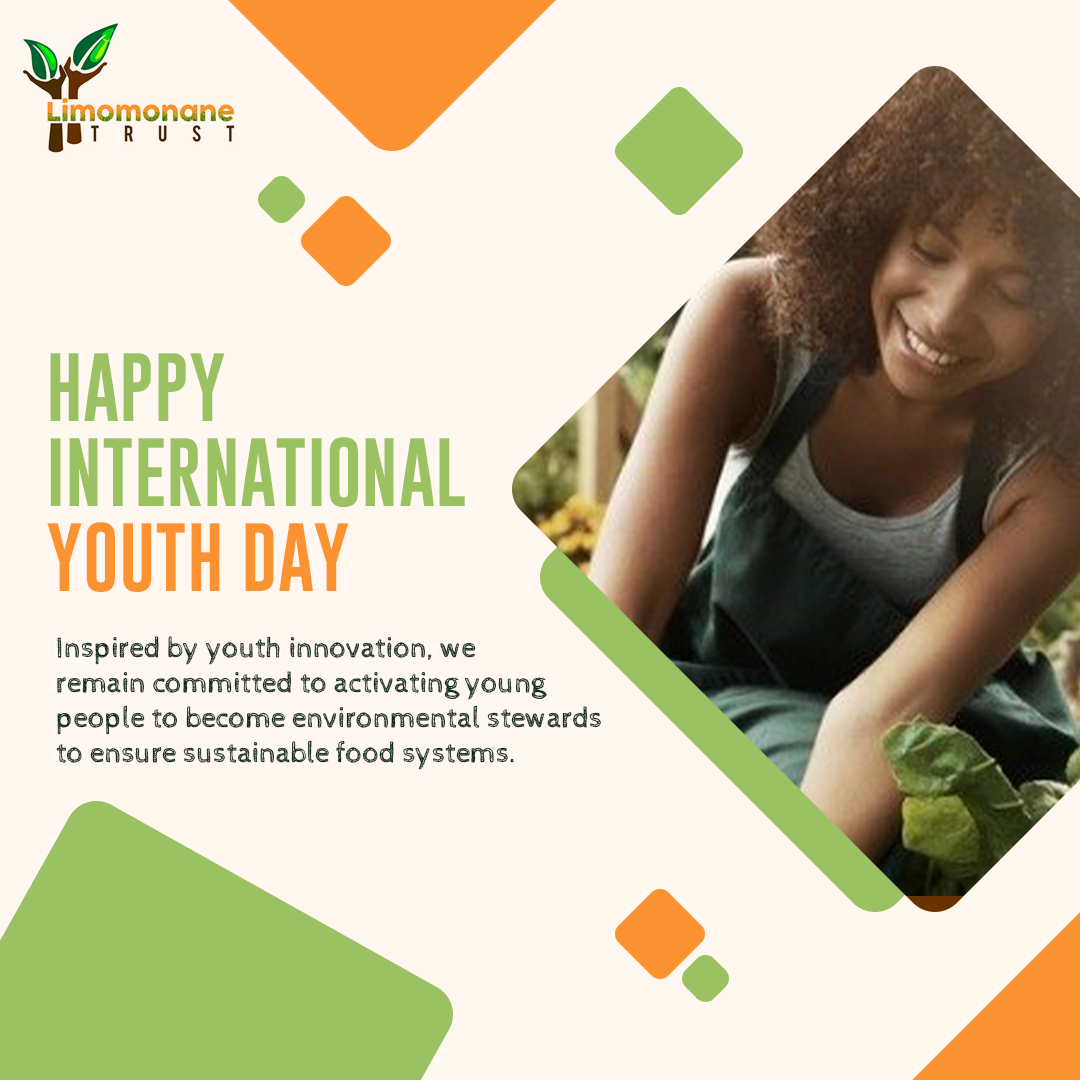 Limomonane
TRUST
HAPPY
INTERNATIONAL
YOUTH DAY
Inspired by youth innovation, we
remain committed to activating young
people to become environmental stewards
to ensure sustainable food systems.